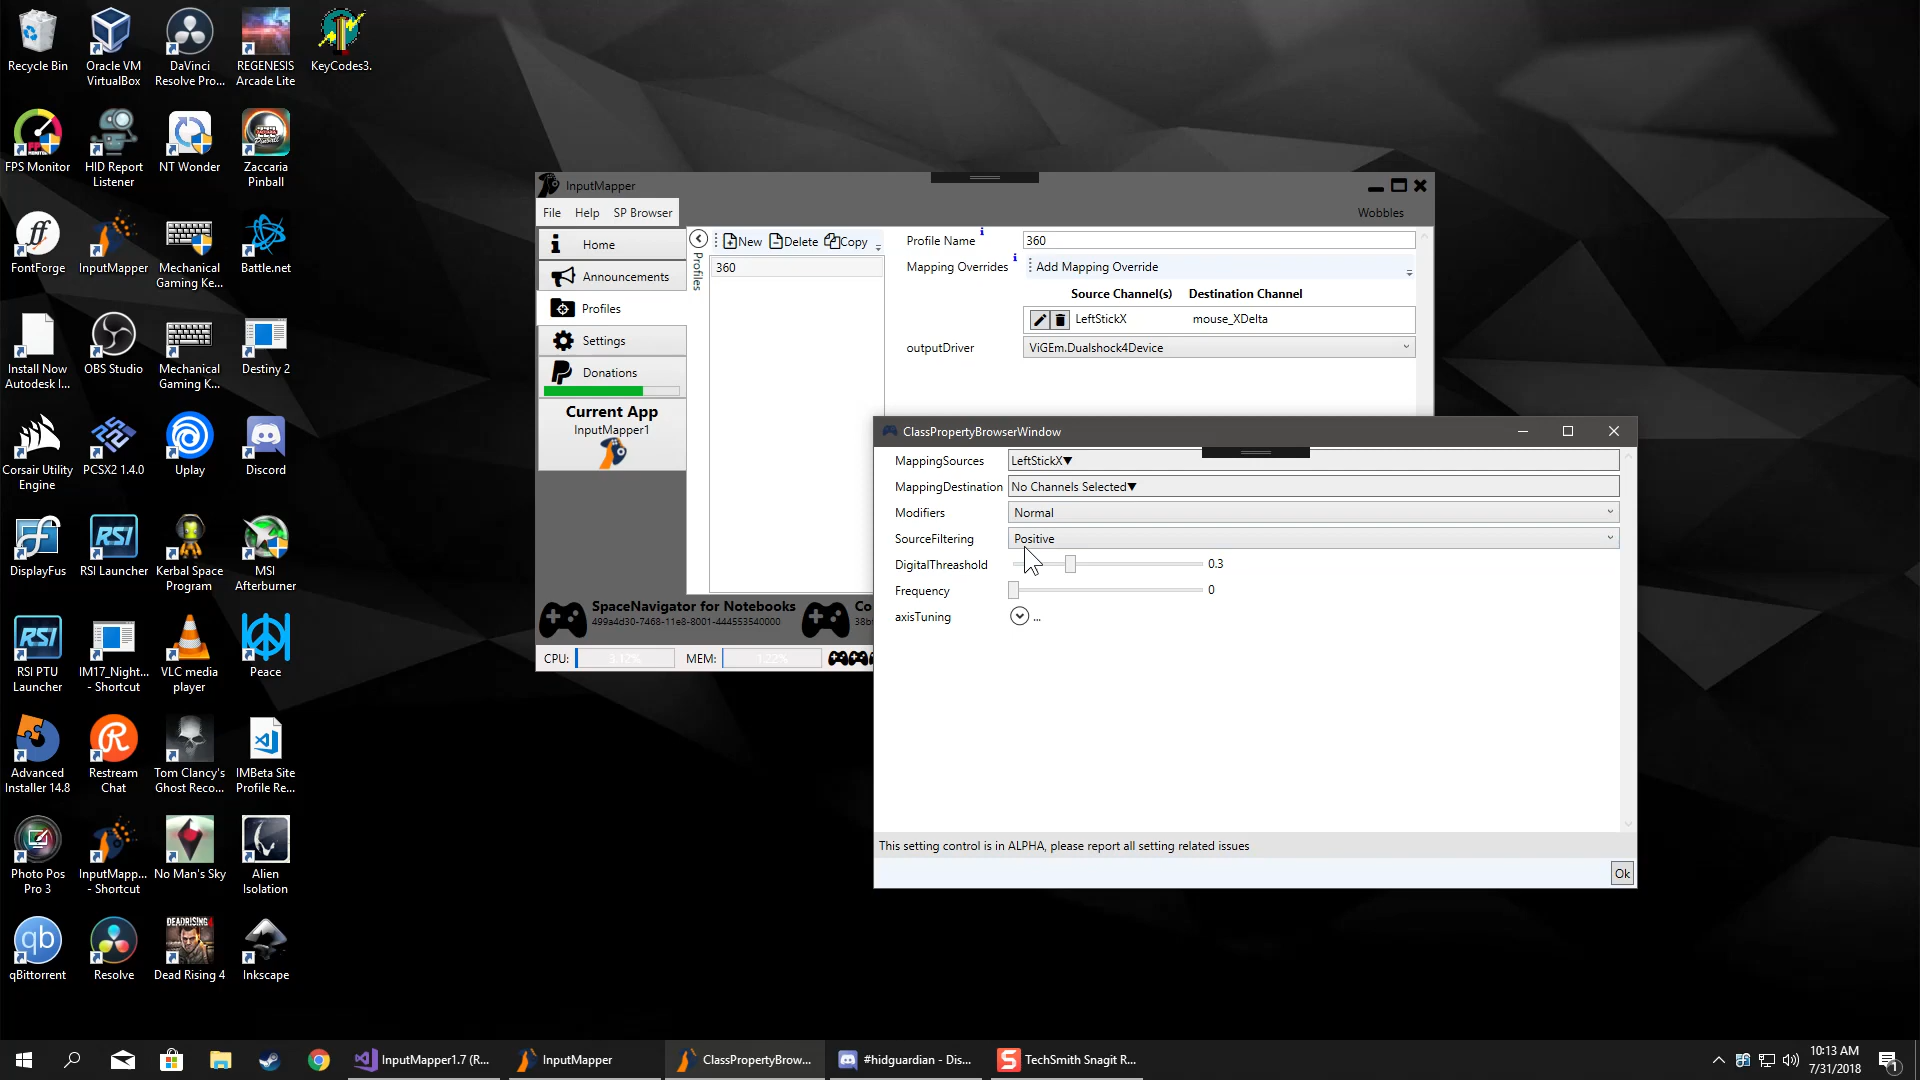 Recycle Bin
Oracle VM
VirtualBox
DaVinci
Resolve Pro...
REGENESIS
Arcade Lite
KeyCodes3.
FPS Monitor
HID Report
Listener
NT Wonder
Zaccaria
Pinball
FontForge
InputMapper
Mechanical
Gaming Ke...
Battle.net
Install Now
Autodesk I...
OBS Studio
Mechanical
Gaming K...
Destiny 2
Corsair Utility
Engine
PCSX2 1.4.0
Uplay
Discord
DisplayFus
RSI Launcher
Kerbal Space
Program
MSI
Afterburner
RSI PTU
Launcher
IM17_Night...
- Shortcut
VLC media
player
Peace
Advanced
Installer 14.8
Restream
Chat
Tom Clancy's
Ghost Reco...
IMBeta Site
Profile Re...
Photo Pos
Pro 3
InputMapp...
- Shortcut
No Man's Sky
Alien
Isolation
qBittorrent
Resolve
Dead Rising 4
Inkscape
InputMapper
File Help SP Browser
Wobbles
Home
Announcements
Profiles
Settings
Donations
Current App
InputMapper1
Profiles
New Delete Copy
360
Profile Name
360
Mapping Overrides
Add Mapping Override
Source Channel(s) Destination Channel
LeftStickX mouse_XDelta
outputDriver
ViGEm.Dualshock4Device
SpaceNavigator for Notebooks
499a4d30-7468-11e8-8001-444553540000
Co
38b
CPU: 3.12% MEM: 1.22%
ClassPropertyBrowserWindow
MappingSources LeftStickX▼
MappingDestination No Channels Selected▼
Modifiers Normal
SourceFiltering Positive
DigitalThreashold 0.3
Frequency 0
axisTuning ...
This setting control is in ALPHA, please report all setting related issues
Ok
InputMapper1.7 (R...
InputMapper
ClassPropertyBrow...
#hidguardian - Dis...
TechSmith Snagit R...
10:13 AM
7/31/2018
1